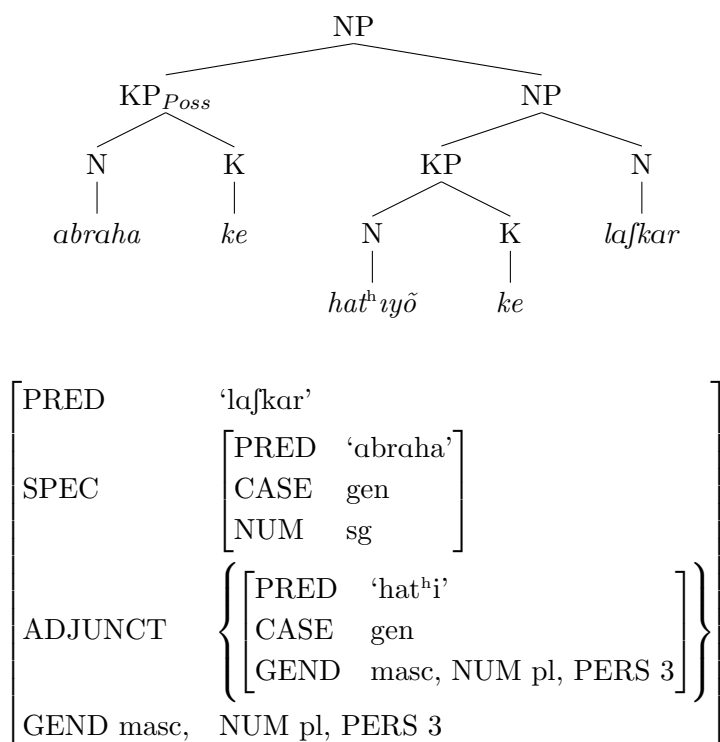 NP
KP_Poss NP
N K KP N
abraha ke N K laʃkar
hatʰɪyõ ke
PRED ‘laʃkar’
SPEC PRED ‘abraha’
CASE gen
NUM sg
ADJUNCT PRED ‘hatʰi’
CASE gen
GEND masc, NUM pl, PERS 3
GEND masc, NUM pl, PERS 3